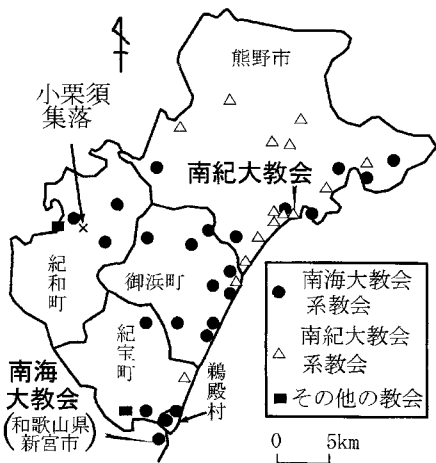 熊野市
小栗須
集落
南紀大教会
紀和町
御浜町
紀宝町
鵜殿村
南海
大教会
(和歌山県
新宮市)
南海大教会
系教会
南紀大教会
系教会
その他の教会
0 5km